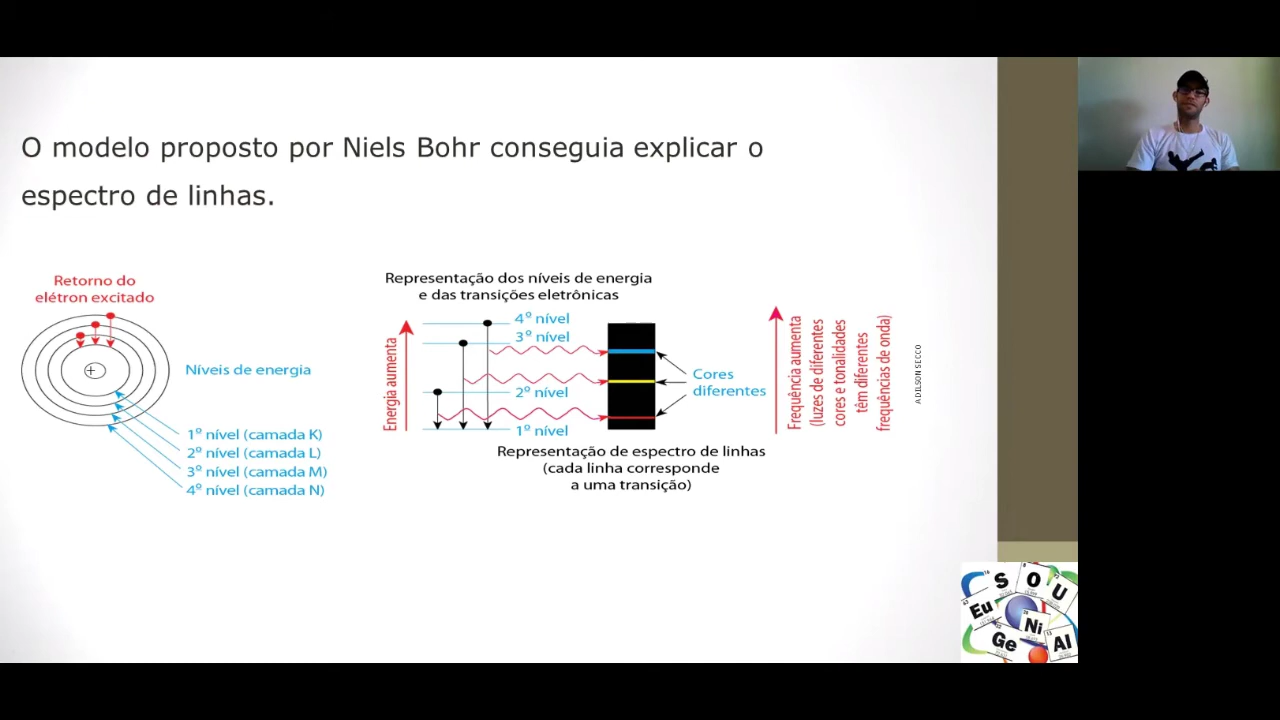 O modelo proposto por Niels Bohr conseguia explicar o
espectro de linhas.
Retorno do
elétron excitado
Níveis de energia
1º nível (camada K)
2º nível (camada L)
3º nível (camada M)
4º nível (camada N)
Representação dos níveis de energia
e das transições eletrônicas
Energia aumenta
4º nível
3º nível
2º nível
1º nível
Cores
diferentes
Representação de espectro de linhas
(cada linha corresponde
a uma transição)
Frequência aumenta
(luzes de diferentes
cores e tonalidades
têm diferentes
frequências de onda)
ADILSON SECCO
S O U
Eu
Ni
Ge Al